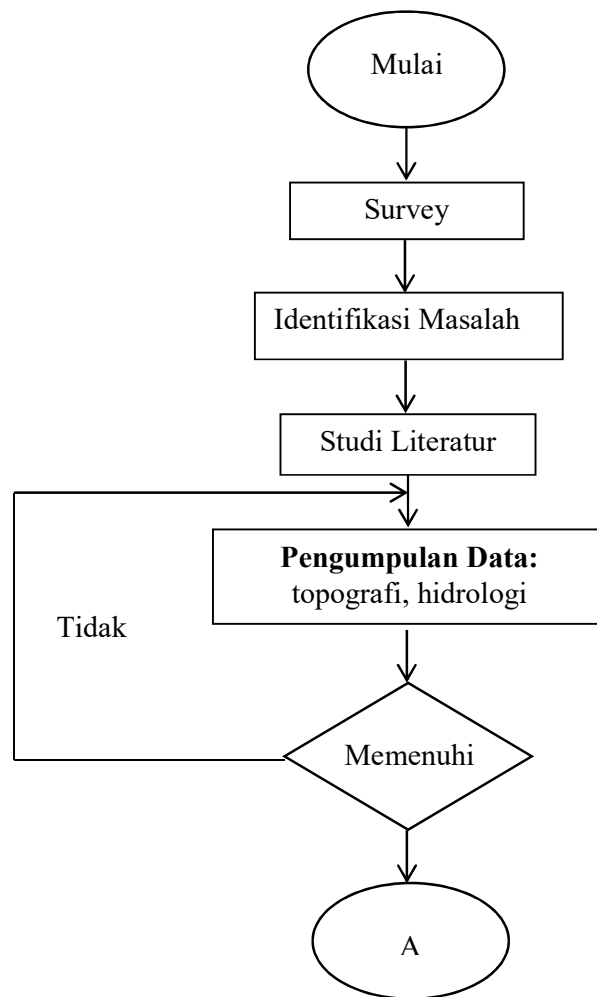 Mulai
Survey
Identifikasi Masalah
Studi Literatur
Pengumpulan Data:
topografi, hidrologi
Tidak
Memenuhi
A